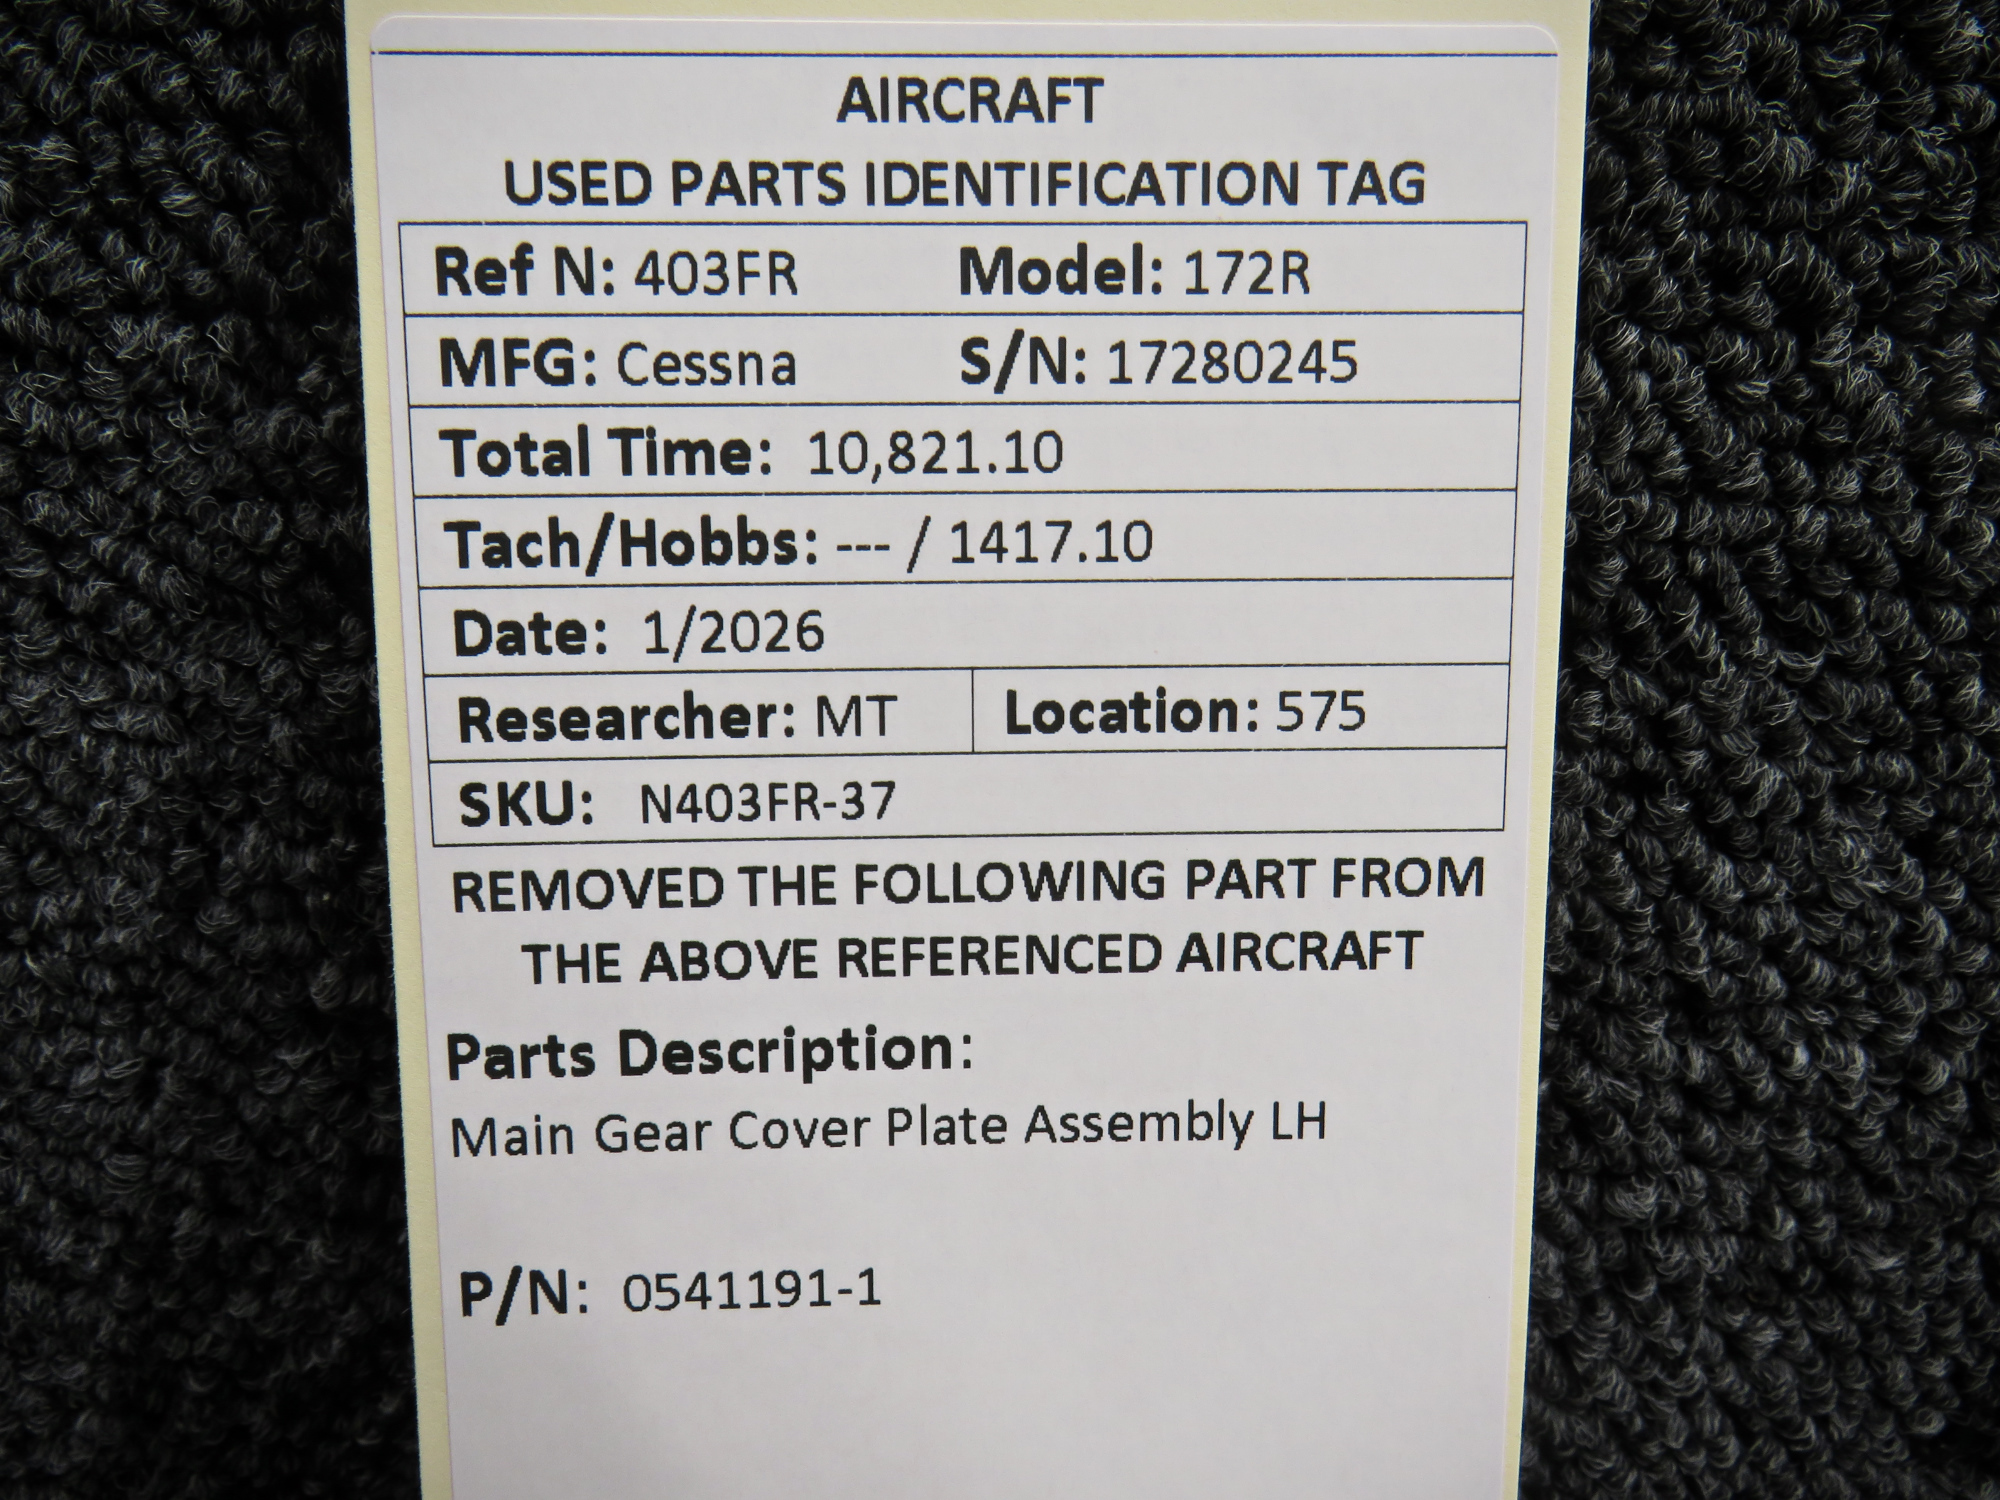 AIRCRAFT
USED PARTS IDENTIFICATION TAG
Ref N: 403FR Model: 172R
MFG: Cessna S/N: 17280245
Total Time: 10,821.10
Tach/Hobbs: --- / 1417.10
Date: 1/2026
Researcher: MT Location: 575
SKU: N403FR-37
REMOVED THE FOLLOWING PART FROM
THE ABOVE REFERENCED AIRCRAFT
Parts Description:
Main Gear Cover Plate Assembly LH
P/N: 0541191-1